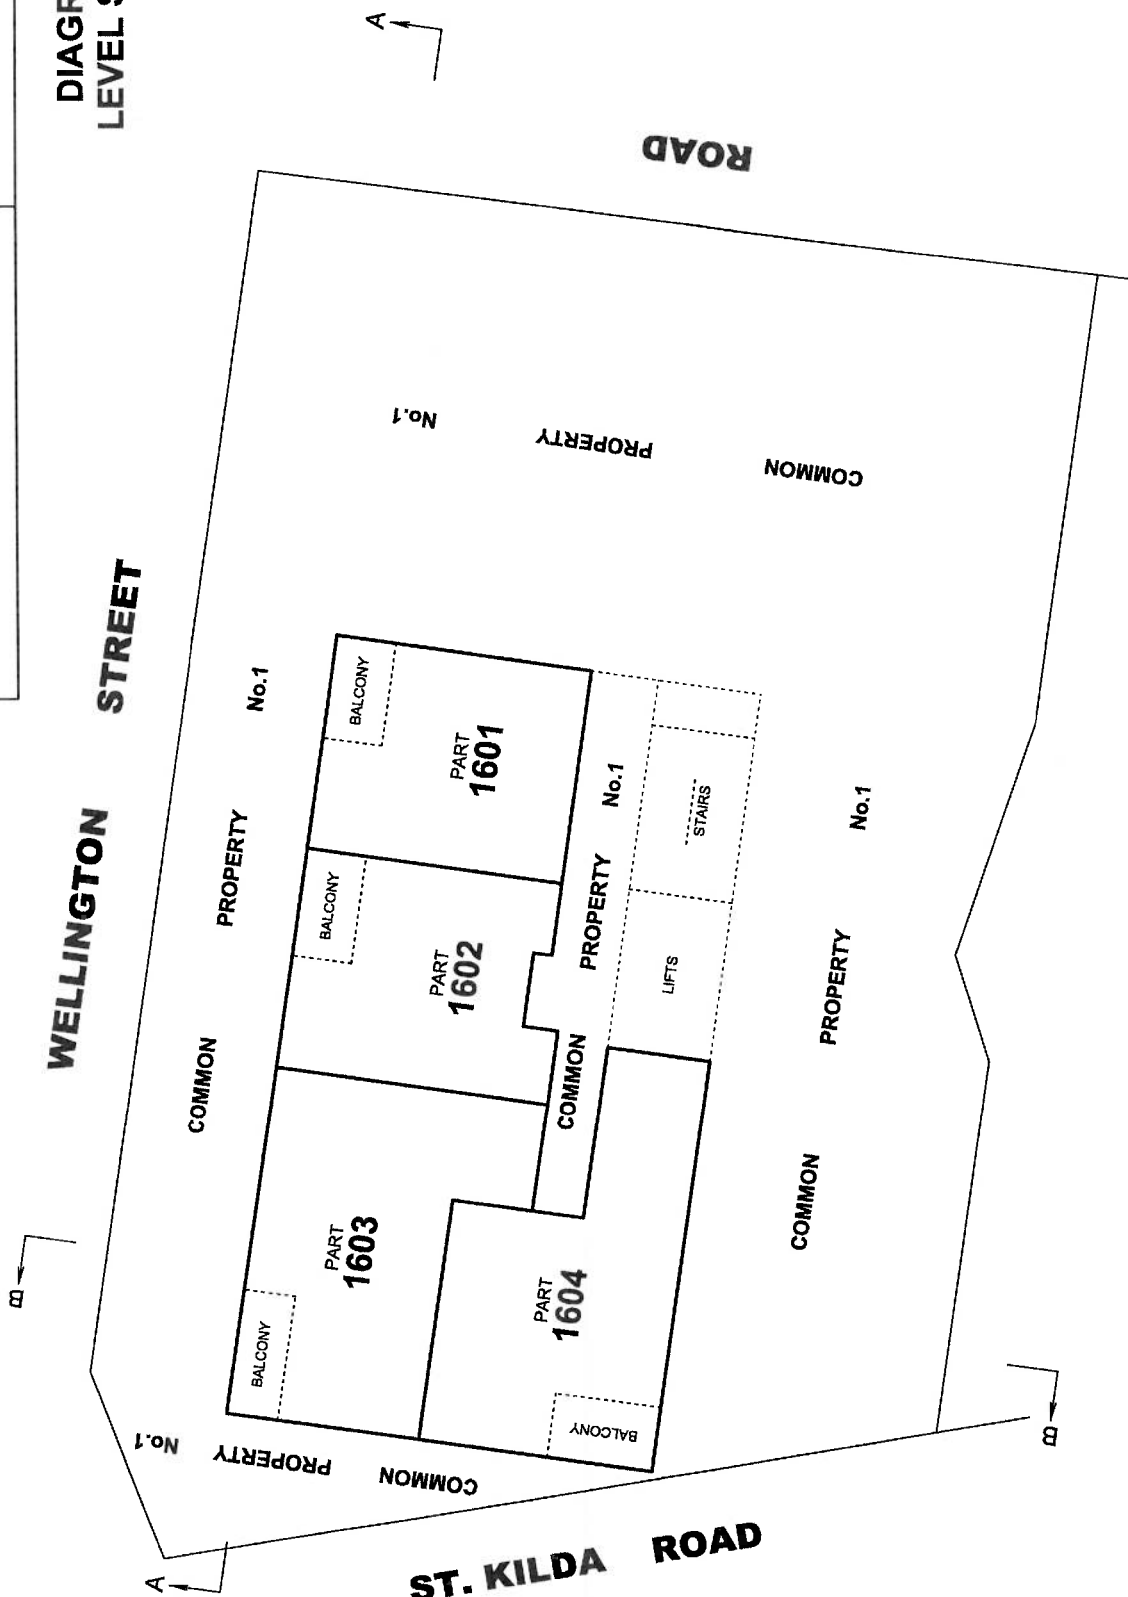 DIAGR
LEVEL S
A
ROAD
WELLINGTON STREET
COMMON PROPERTY No.1
COMMON PROPERTY No.1
BALCONY
PART
1601
BALCONY
PART
1602
BALCONY
PART
1603
BALCONY
PART
1604
COMMON PROPERTY No.1
LIFTS
STAIRS
COMMON PROPERTY No.1
COMMON PROPERTY No.1
B
B
A
ST. KILDA ROAD